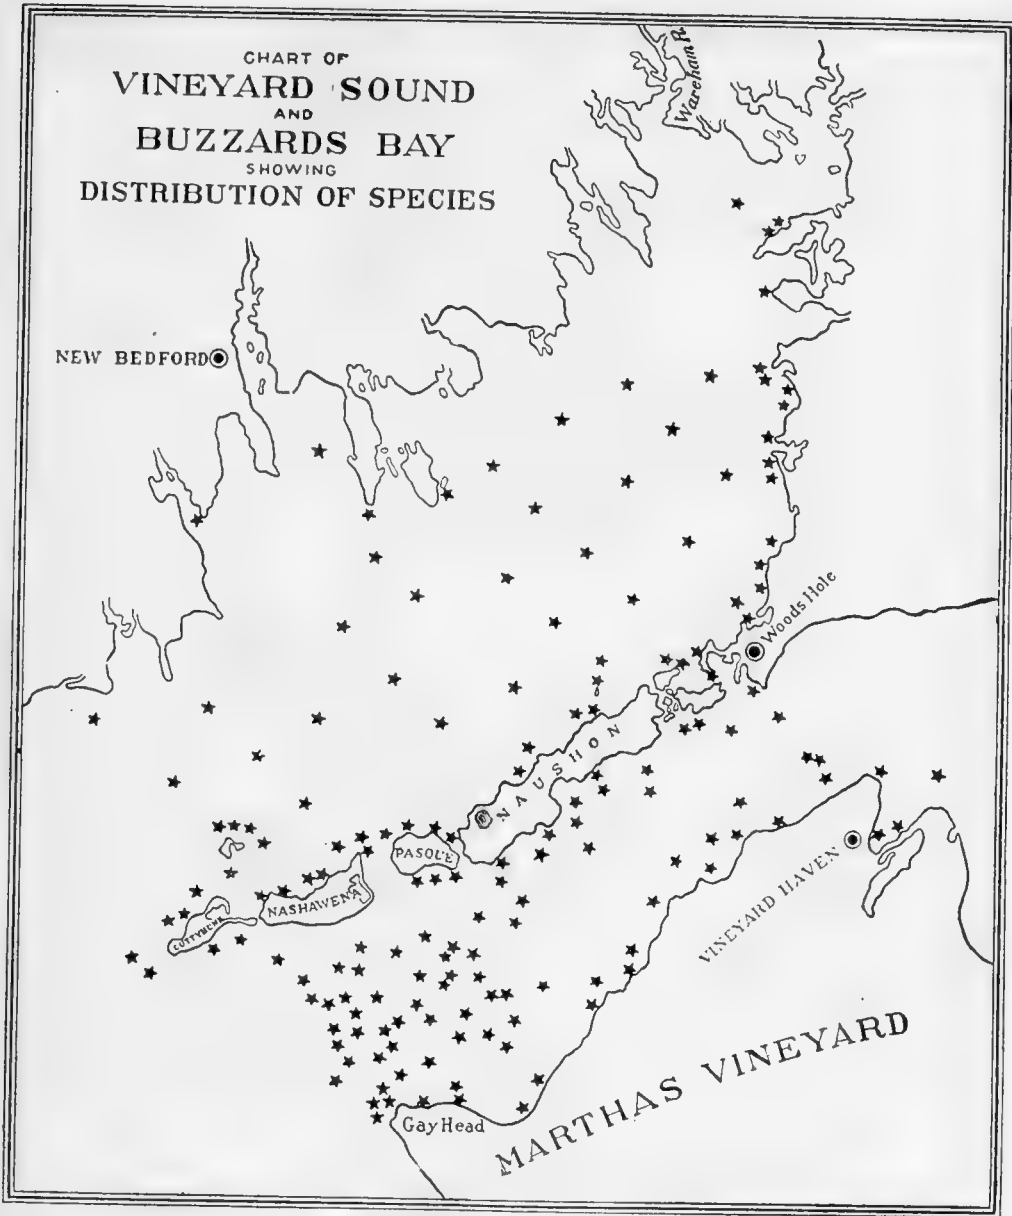 CHART OF
VINEYARD SOUND
AND
BUZZARDS BAY
SHOWING
DISTRIBUTION OF SPECIES
Wareham R
NEW BEDFORD
Woods Hole
NAUSHON
PASQUE
NASHAWENA
CUTTYHUNK
VINEYARD HAVEN
MARTHAS VINEYARD
Gay Head